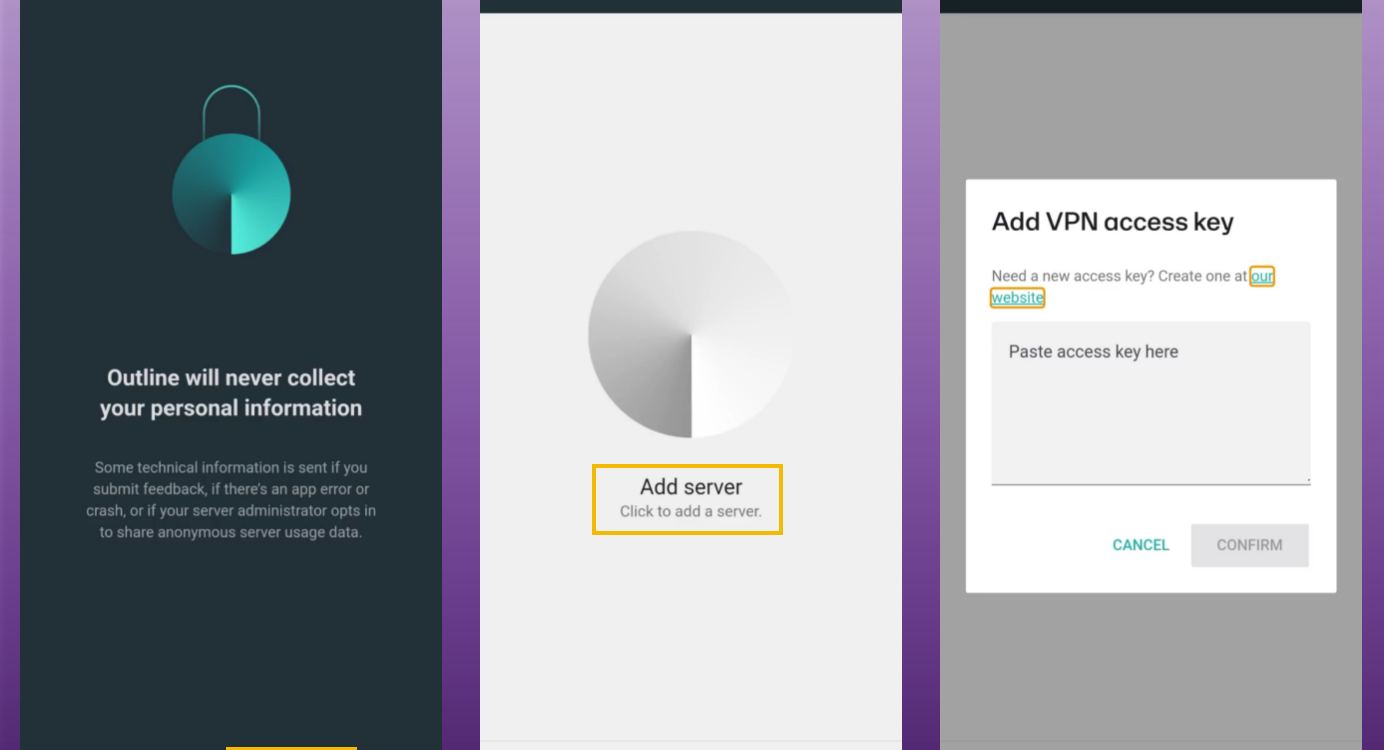 Outline will never collect
your personal information
Some technical information is sent if you
submit feedback, if there's an app error or
crash, or if your server administrator opts in
to share anonymous server usage data.
Add server
Click to add a server.
Add VPN access key
Need a new access key? Create one at our
website
Paste access key here
CANCEL
CONFIRM